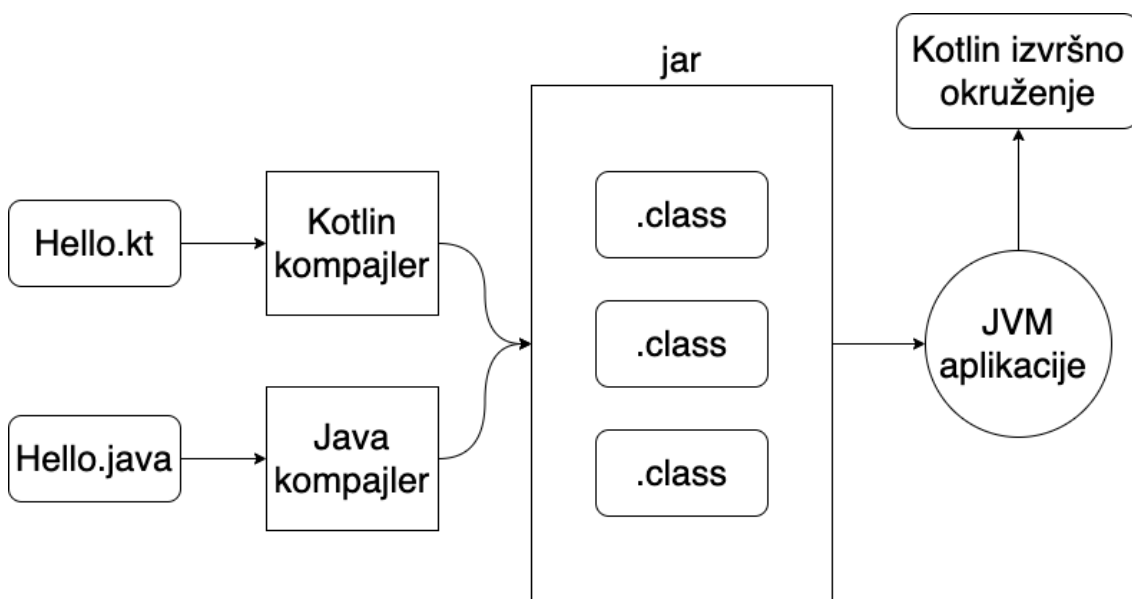 Hello.kt
Kotlin
kompajler
Hello.java
Java
kompajler
jar
.class
.class
.class
JVM
aplikacije
Kotlin izvršno
okruženje